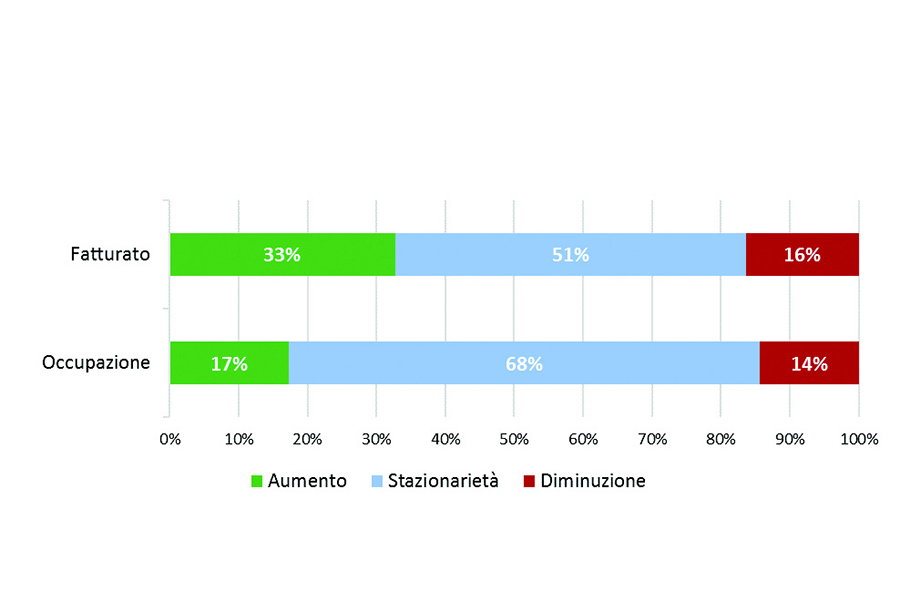 Fatturato 33% 51% 16%
Occupazione 17% 68% 14%
0% 10% 20% 30% 40% 50% 60% 70% 80% 90% 100%
Aumento Stazionarietà Diminuzione